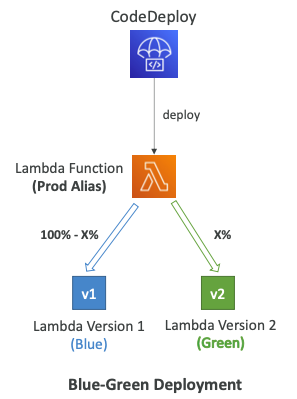 CodeDeploy
deploy
Lambda Function
(Prod Alias)
100% - X%
X%
v1
v2
Lambda Version 1
(Blue)
Lambda Version 2
(Green)
Blue-Green Deployment